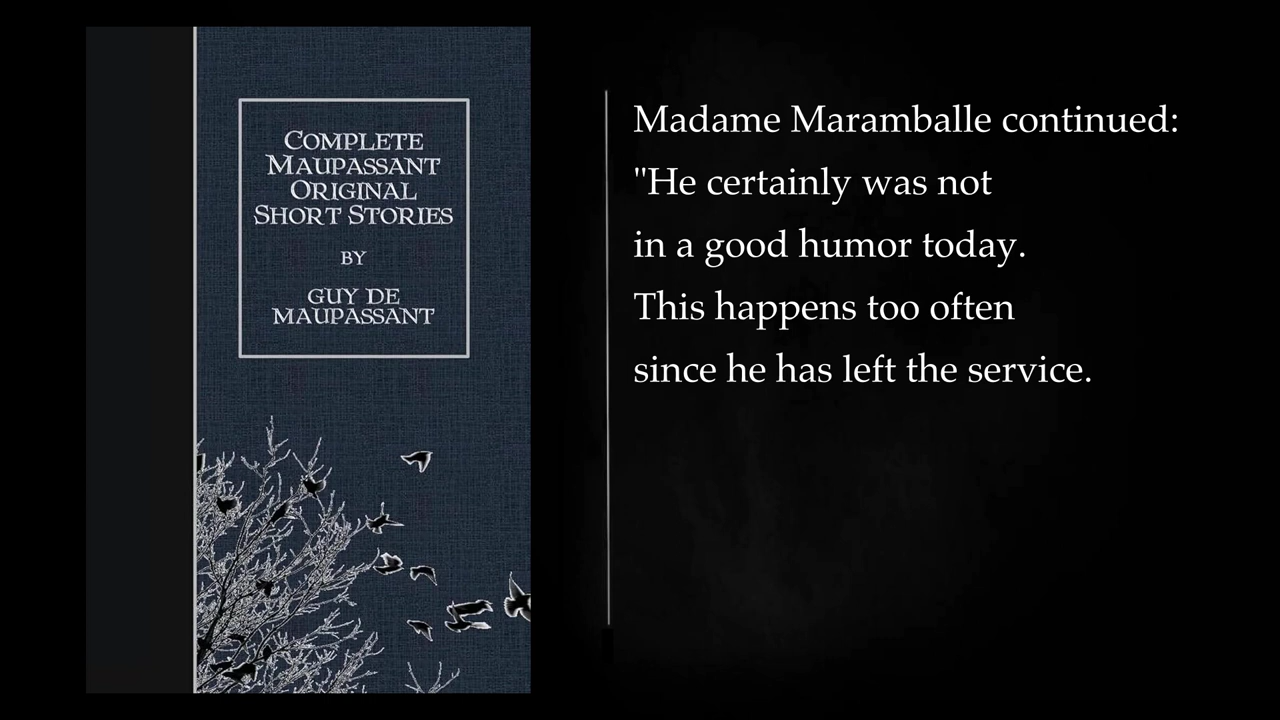 COMPLETE
MAUPASSANT
ORIGINAL
SHORT STORIES
BY
GUY DE
MAUPASSANT
Madame Maramballe continued:
"He certainly was not
in a good humor today.
This happens too often
since he has left the service.